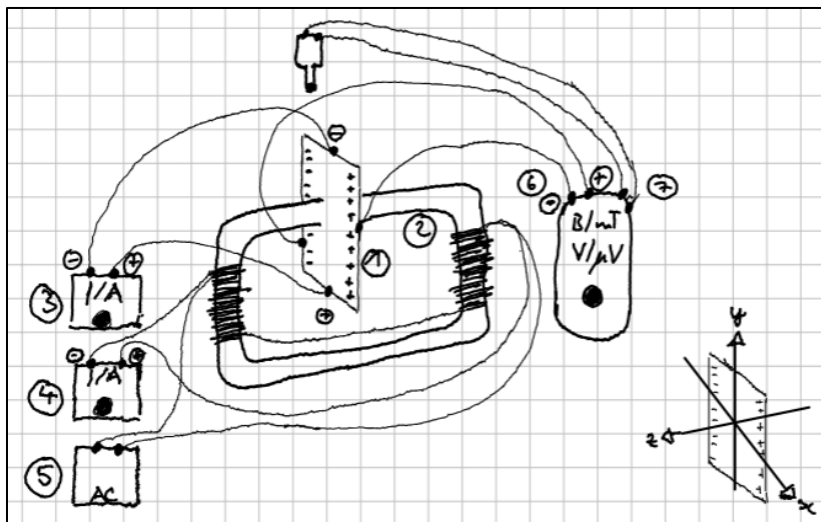 ⊖
6
⊖
+
7
B/mT
V/µV
- - - -
+ + + + + + + +
2
1
⊖
⊕
3
I/A
⊕
⊖
⊕
4
I/A
5
AC
y
z
x